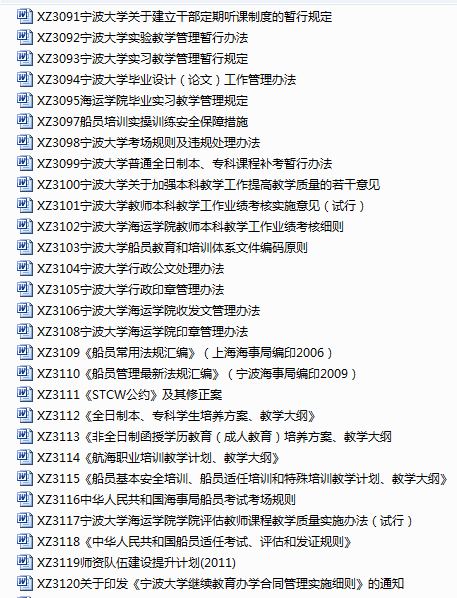 XZ3091宁波大学关于建立干部定期听课制度的暂行规定
XZ3092宁波大学实验教学管理暂行办法
XZ3093宁波大学实习教学管理暂行规定
XZ3094宁波大学毕业设计（论文）工作管理办法
XZ3095海运学院毕业实习教学管理规定
XZ3097船员培训实操训练安全保障措施
XZ3098宁波大学考场规则及违规处理办法
XZ3099宁波大学普通全日制本、专科课程补考暂行办法
XZ3100宁波大学关于加强本科教学工作提高教学质量的若干意见
XZ3101宁波大学教师本科教学工作业绩考核实施意见（试行）
XZ3102宁波大学海运学院教师本科教学工作业绩考核细则
XZ3103宁波大学船员教育和培训体系文件编码原则
XZ3104宁波大学行政公文处理办法
XZ3105宁波大学行政印章管理办法
XZ3106宁波大学海运学院收发文管理办法
XZ3108宁波大学海运学院印章管理办法
XZ3109《船员常用法规汇编》（上海海事局编印2006）
XZ3110《船员管理最新法规汇编》（宁波海事局编印2009）
XZ3111《STCW公约》及其修正案
XZ3112《全日制本、专科学生培养方案、教学大纲》
XZ3113《非全日制函授学历教育（成人教育）培养方案、教学大纲
XZ3114《航海职业培训教学计划、教学大纲》
XZ3115《船员基本安全培训、船员适任培训和特殊培训教学计划、教学大纲》
XZ3116中华人民共和国海事局船员考试考场规则
XZ3117宁波大学海运学院学院评估教师课程教学质量实施办法（试行）
XZ3118《中华人民共和国船员适任考试、评估和发证规则》
XZ3119师资队伍建设提升计划(2011)
XZ3120关于印发《宁波大学继续教育办学合同管理实施细则》的通知